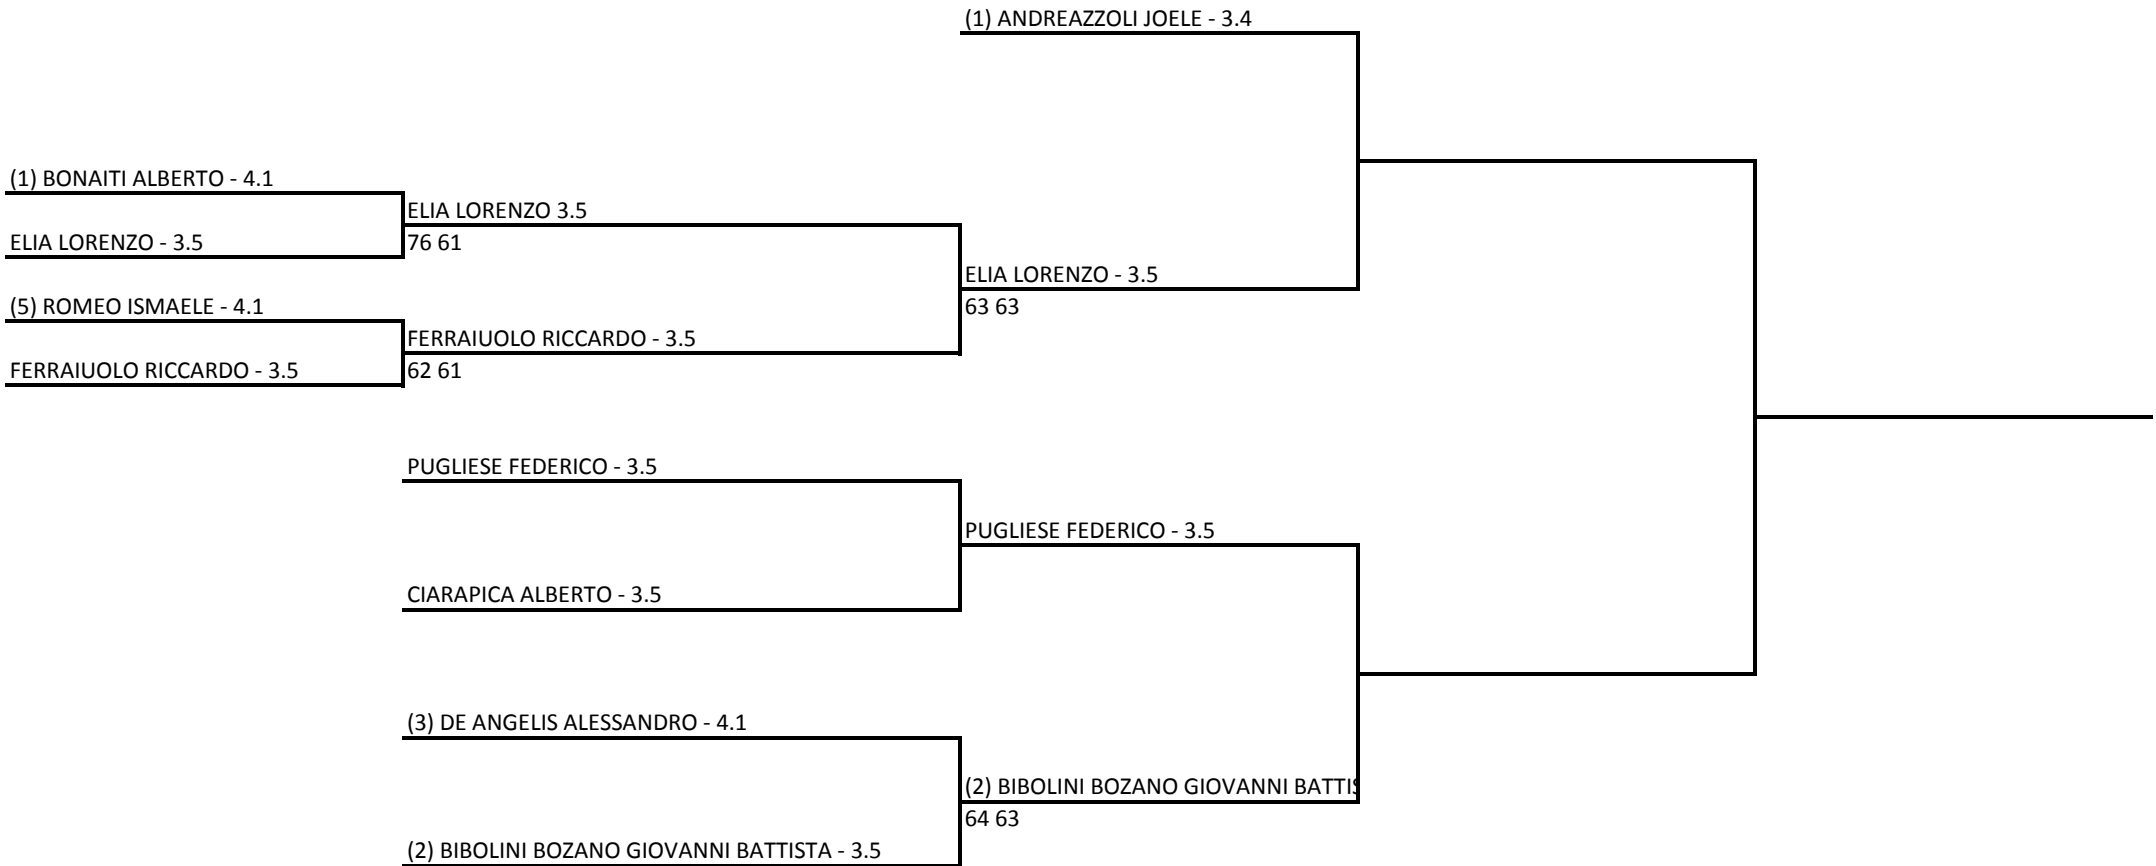 (1) ANDREAZZOLI JOELE - 3.4
(1) BONAITI ALBERTO - 4.1
ELIA LORENZO 3.5
ELIA LORENZO - 3.5
76 61
ELIA LORENZO - 3.5
(5) ROMEO ISMAELE - 4.1
63 63
FERRAIUOLO RICCARDO - 3.5
FERRAIUOLO RICCARDO - 3.5
62 61
PUGLIESE FEDERICO - 3.5
PUGLIESE FEDERICO - 3.5
CIARAPICA ALBERTO - 3.5
(3) DE ANGELIS ALESSANDRO - 4.1
(2) BIBOLINI BOZANO GIOVANNI BATTIS
64 63
(2) BIBOLINI BOZANO GIOVANNI BATTISTA - 3.5